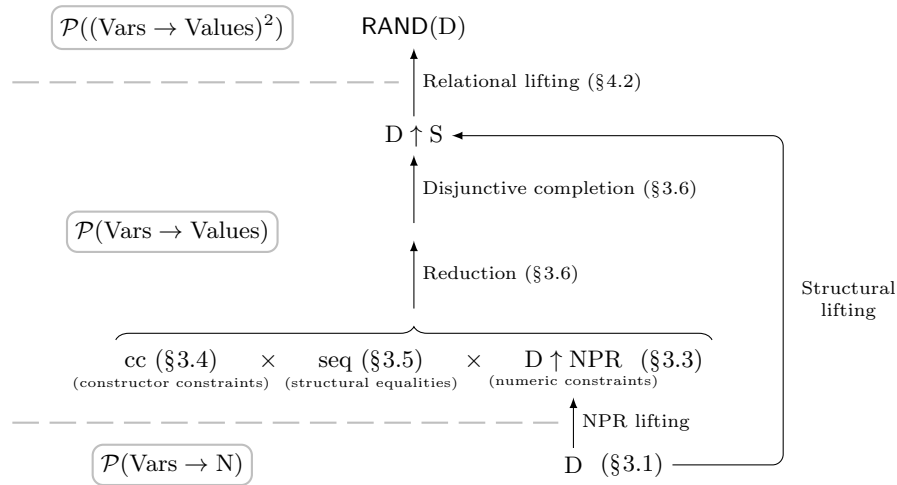 𝒫((Vars → Values)²) RAND(D)
Relational lifting (§4.2)
D ↑ S
Disjunctive completion (§3.6)
𝒫(Vars → Values)
Reduction (§3.6)
Structural
lifting
cc (§3.4) × seq (§3.5) × D ↑ NPR (§3.3)
(constructor constraints) (structural equalities) (numeric constraints)
NPR lifting
𝒫(Vars → N) D (§3.1)